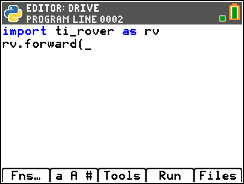 EDITOR: DRIVE
PROGRAM LINE 0002
import ti_rover as rv
rv.forward(_
Fns… a A # Tools Run Files